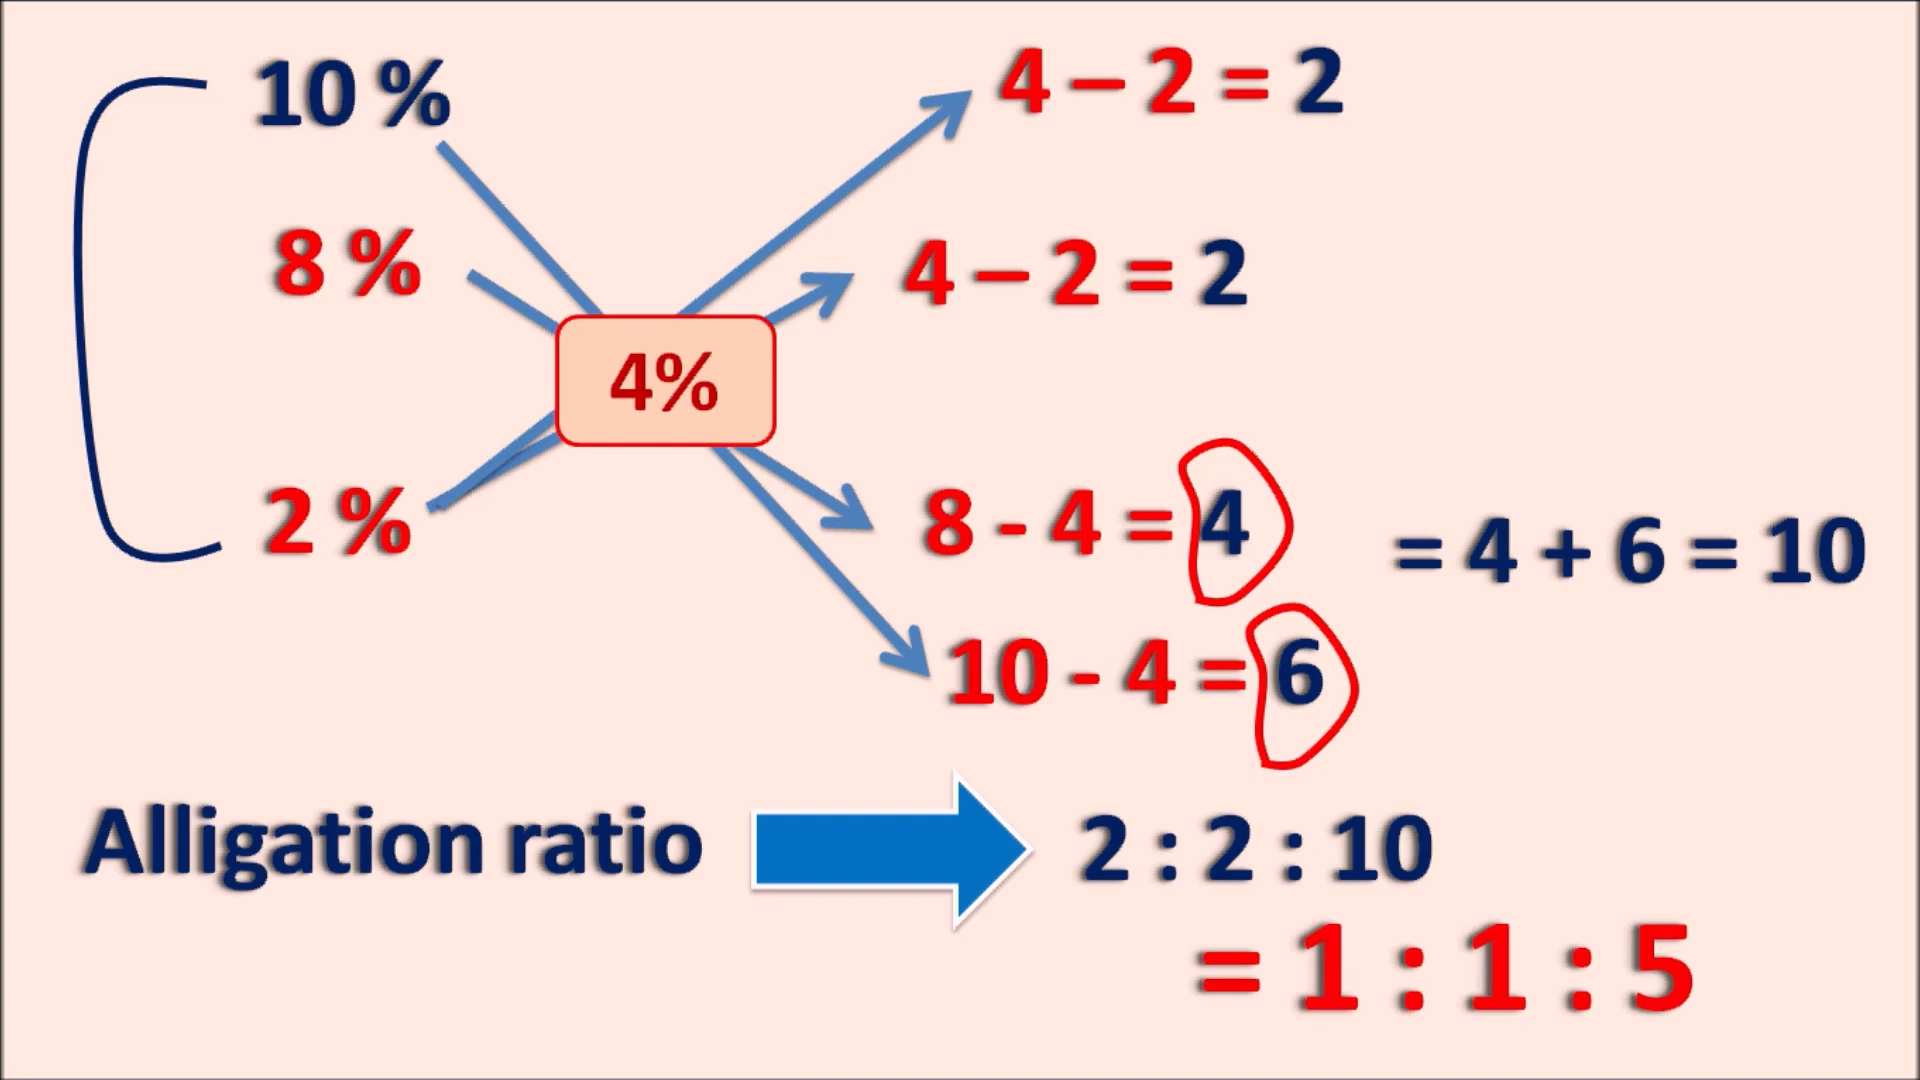 10 %
4 – 2 = 2
8 %
4 – 2 = 2
4%
2 %
8 - 4 = 4
= 4 + 6 = 10
10 - 4 = 6
Alligation ratio
2 : 2 : 10
= 1 : 1 : 5